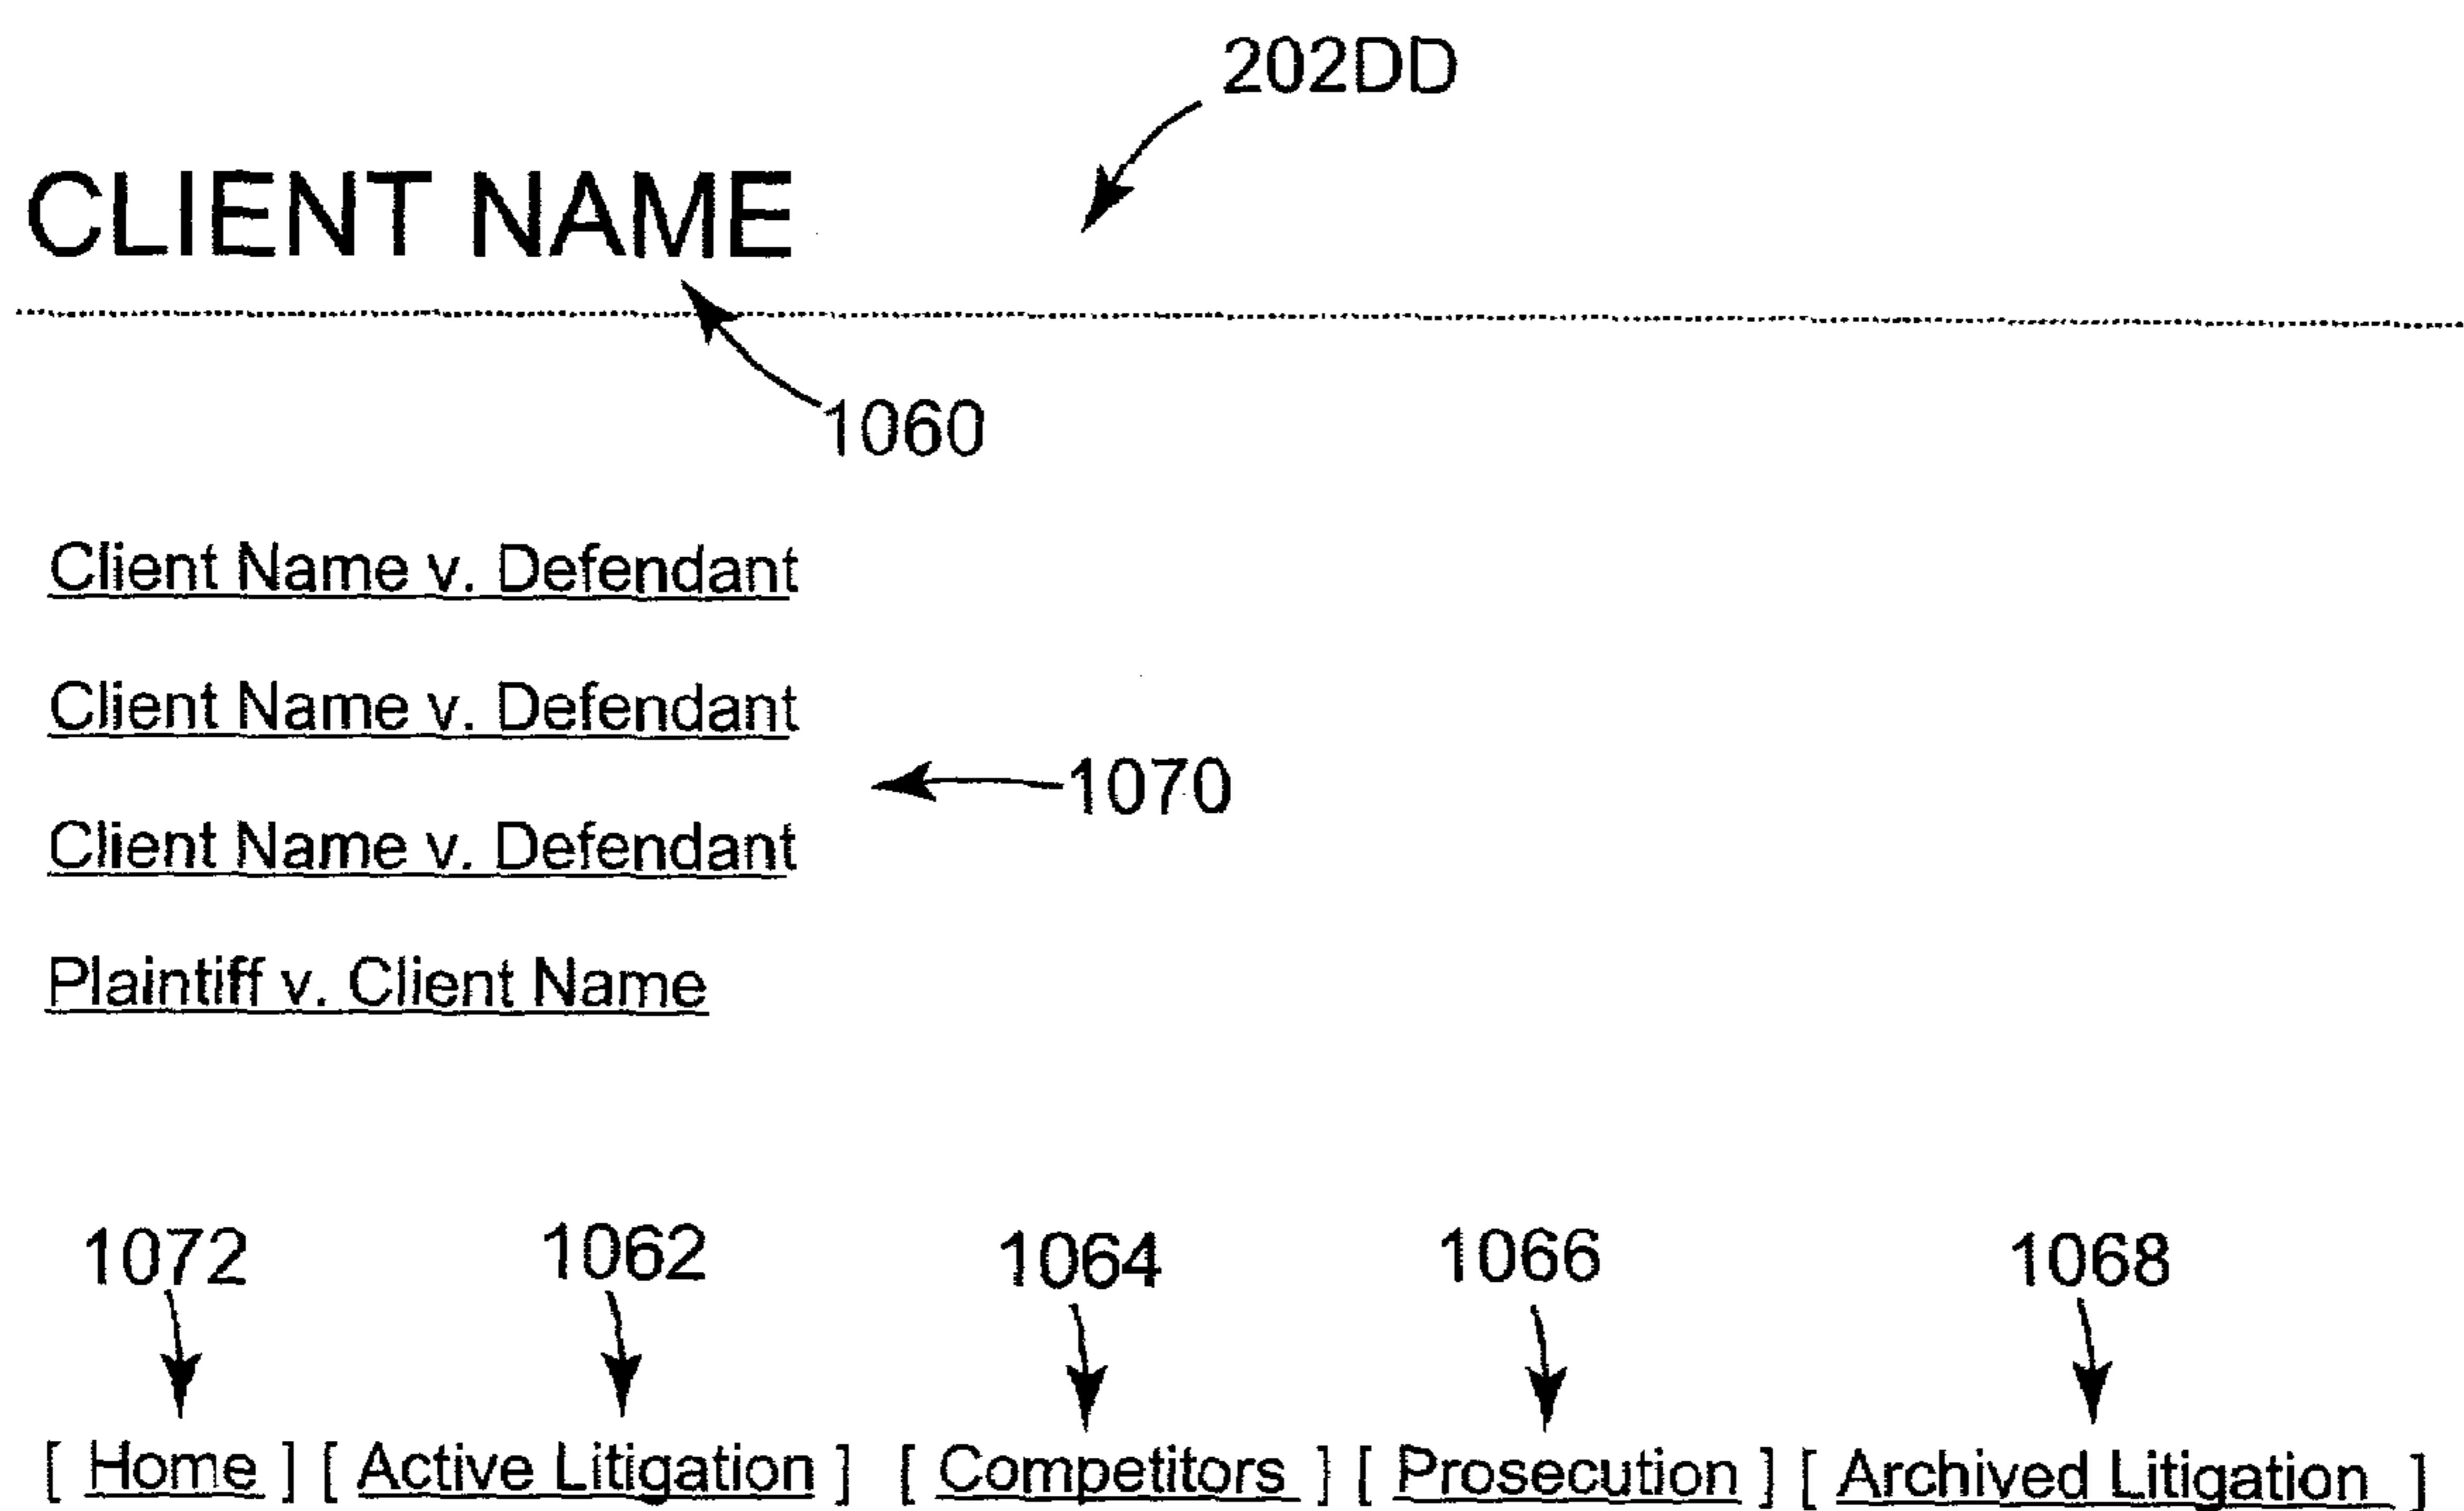 202DD
CLIENT NAME
1060
Client Name v. Defendant
Client Name v. Defendant
1070
Client Name v. Defendant
Plaintiff v. Client Name
1072 1062 1064 1066 1068
[ Home ] [ Active Litigation ] [ Competitors ] [ Prosecution ] [ Archived Litigation ]